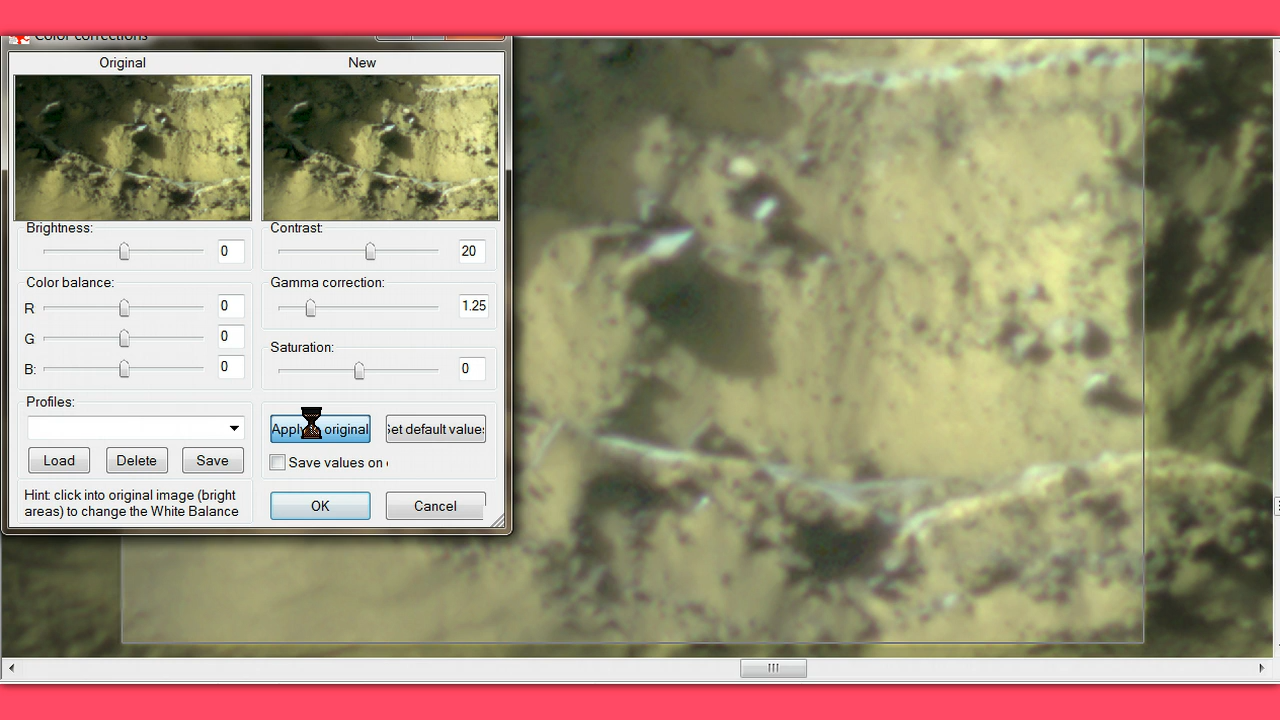 Color corrections
Original
New
Brightness:
0
Contrast:
20
Color balance:
R
0
G
0
B:
0
Gamma correction:
1.25
Saturation:
0
Profiles:
Load
Delete
Save
original
Set default value
Save values on
Hint: click into original image (bright
areas) to change the White Balance
OK
Cancel